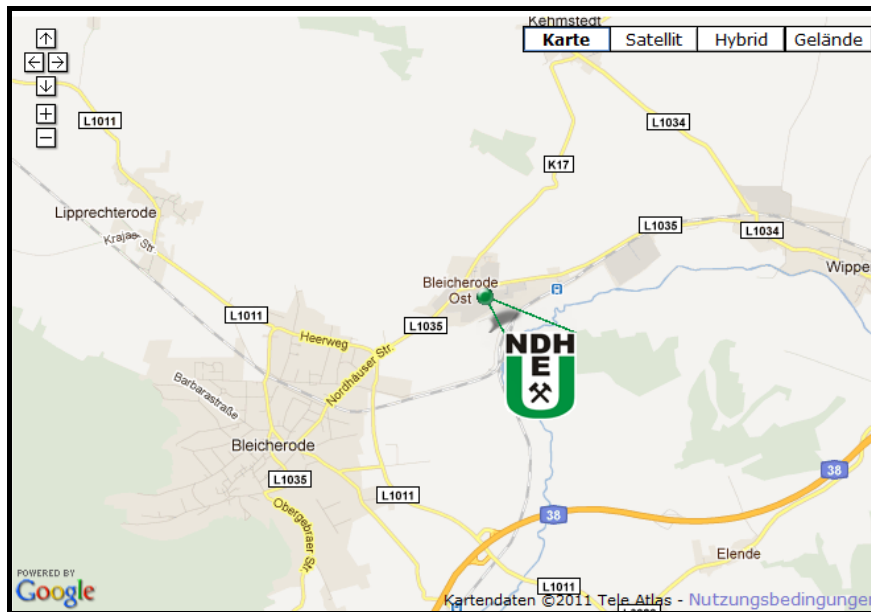 Kehmstedt
Karte Satellit Hybrid Gelände
L1011
L1034
K17
Lipprechterode
Krajaer Str.
L1035
L1034
Bleicherode
Ost
Wippe
L1011
L1035
Heerweg
Nordhäuser Str.
NDH
E
Barbarastraße
Bleicherode
L1035
38
L1011
38
Obergebraer Str.
Elende
L1011
POWERED BY
Google
Kartendaten ©2011 Tele Atlas - Nutzungsbedingungen